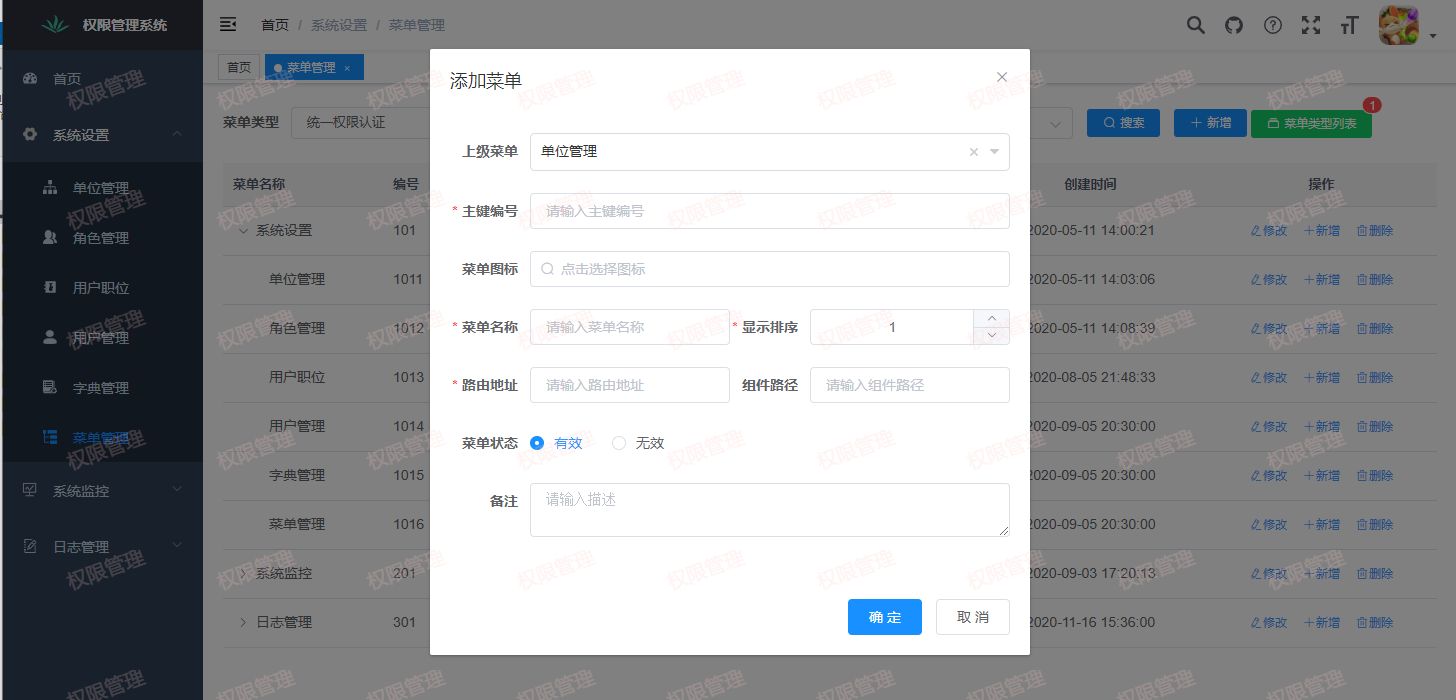 权限管理系统
首页 / 系统设置 / 菜单管理
首页
系统设置
单位管理
角色管理
用户职位
用户管理
字典管理
菜单管理
系统监控
日志管理
首页
菜单管理 ×
菜单类型 统一权限认证
搜索
新增
菜单类型列表
1
菜单名称 编号 创建时间 操作
系统设置 101 2020-05-11 14:00:21 修改 新增 删除
单位管理 1011 2020-05-11 14:03:06 修改 新增 删除
角色管理 1012 2020-05-11 14:08:39 修改 新增 删除
用户职位 1013 2020-08-05 21:48:33 修改 新增 删除
用户管理 1014 2020-09-05 20:30:00 修改 新增 删除
字典管理 1015 2020-09-05 20:30:00 修改 新增 删除
菜单管理 1016 2020-09-05 20:30:00 修改 新增 删除
系统监控 201 2020-09-03 17:20:13 修改 新增 删除
日志管理 301 2020-11-16 15:36:00 修改 新增 删除
添加菜单
上级菜单 单位管理
* 主键编号 请输入主键编号
菜单图标 点击选择图标
* 菜单名称 请输入菜单名称 * 显示排序 1
* 路由地址 请输入路由地址 组件路径 请输入组件路径
菜单状态 有效 无效
备注 请输入描述
确 定
取 消
权限管理